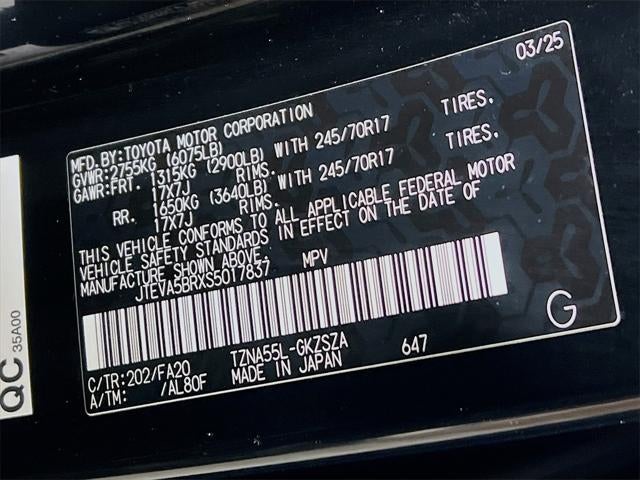 03/25
MFD.BY:TOYOTA MOTOR CORPORATION
GVWR:2755KG (6075LB)
GAWR:FRT. 1315KG (2900LB) WITH 245/70R17 TIRES.
17X7J RIMS.
RR. 1650KG (3640LB) WITH 245/70R17 TIRES.
17X7J RIMS.
THIS VEHICLE CONFORMS TO ALL APPLICABLE FEDERAL MOTOR
VEHICLE SAFETY STANDARDS IN EFFECT ON THE DATE OF
MANUFACTURE SHOWN ABOVE.
JTEVA5BRXS5017837 MPV
C/TR:202/FA20 TZNA55L-GKZSZA 647
A/TM: /AL80F MADE IN JAPAN
G
QC
35A00